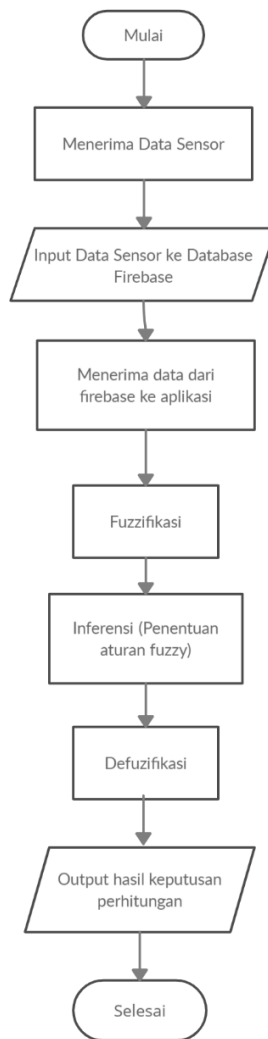 Mulai
Menerima Data Sensor
Input Data Sensor ke Database
Firebase
Menerima data dari
firebase ke aplikasi
Fuzzifikasi
Inferensi (Penentuan
aturan fuzzy)
Defuzifikasi
Output hasil keputusan
perhitungan
Selesai